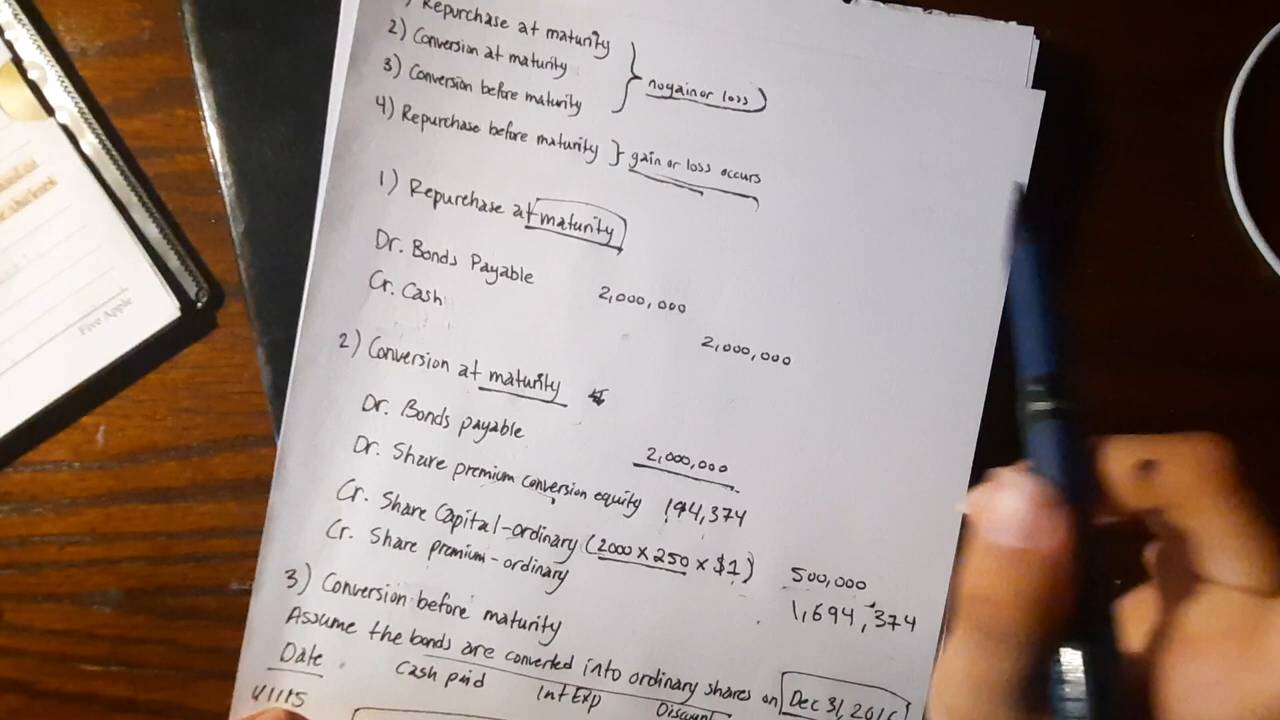 ) Repurchase at maturity
2) Conversion at maturity
3) Conversion before maturity
no gain or loss
4) Repurchase before maturity
gain or loss occurs
1) Repurchase at maturity
Dr. Bonds Payable 2,000,000
Cr. Cash 2,000,000
2) Conversion at maturity
Dr. Bonds payable 2,000,000
Dr. Share premium conversion equity 194,374
Cr. Share Capital-ordinary (2000 x 250 x $1) 500,000
Cr. Share premium-ordinary 1,694,374
3) Conversion before maturity
Assume the bonds are converted into ordinary shares on Dec 31,
Date Cash paid Int Exp Discount
1/1/15
Five Apple